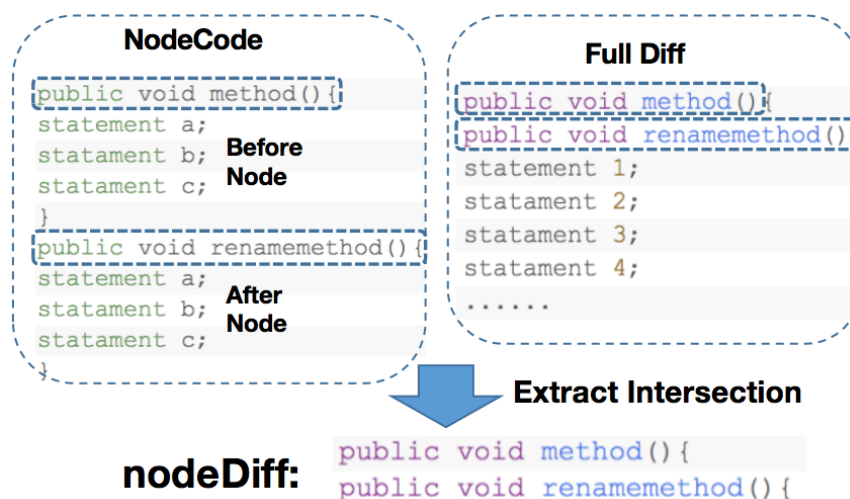 NodeCode
public void method(){
statement a;
statament b;
statament c;
}
Before
Node
public void renamemethod(){
statement a;
statament b;
statament c;
}
After
Node
Full Diff
public void method(){
public void renamemethod()
statement 1;
statament 2;
statament 3;
statament 4;
......
Extract Intersection
nodeDiff:
public void method(){
public void renamemethod(){